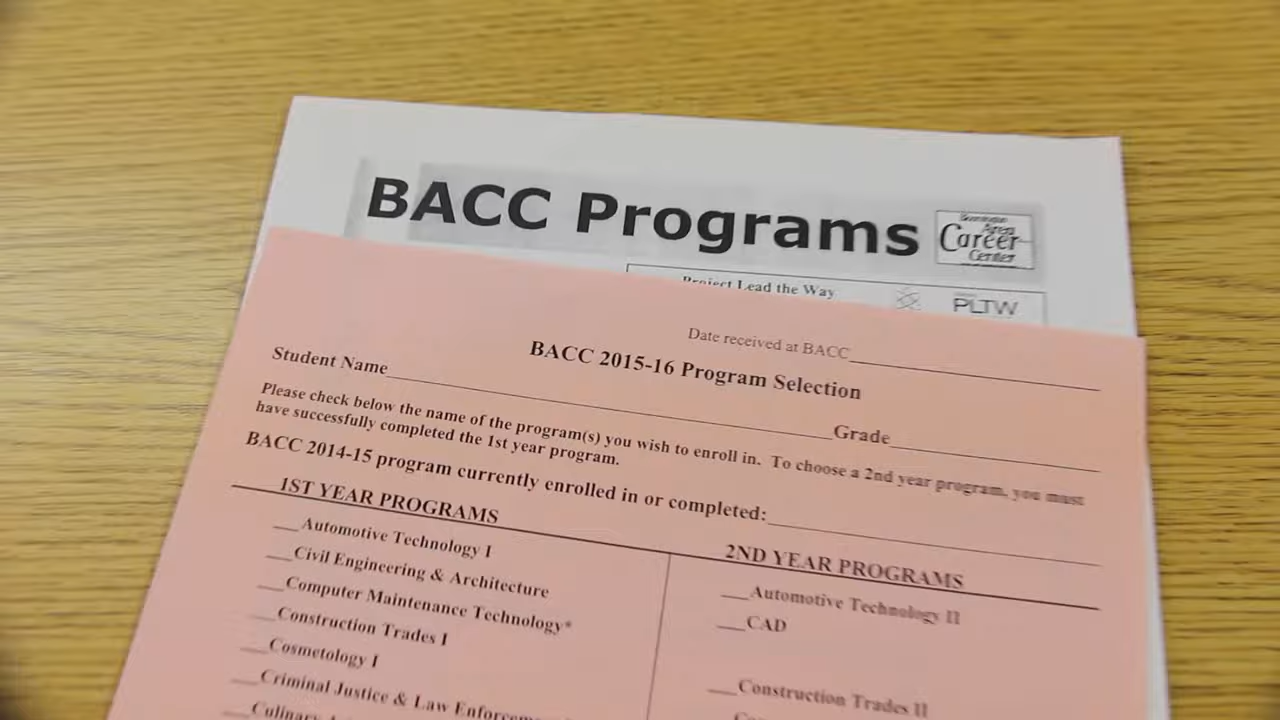 BACC Programs
Area
Career
Center
Project Lead the Way
PLTW
Date received at BACC
BACC 2015-16 Program Selection
Student Name Grade
Please check below the name of the program(s) you wish to enroll in. To choose a 2nd year program, you must
have successfully completed the 1st year program.
BACC 2014-15 program currently enrolled in or completed:
1ST YEAR PROGRAMS
Automotive Technology I
Civil Engineering & Architecture
Computer Maintenance Technology*
Construction Trades I
Cosmetology I
Criminal Justice & Law
Culinary
2ND YEAR PROGRAMS
Automotive Technology II
CAD
Construction Trades II